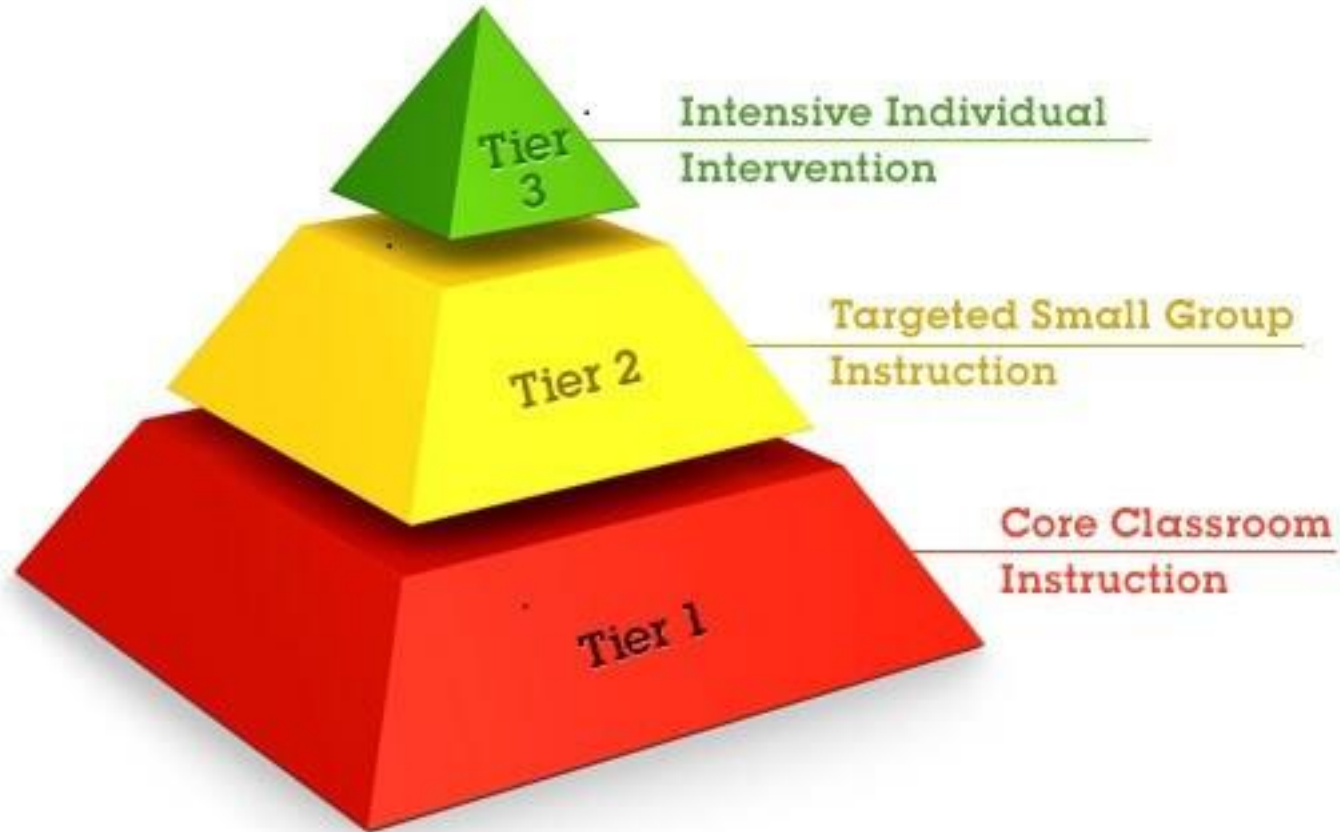 Tier
3
Intensive Individual
Intervention
Tier 2
Targeted Small Group
Instruction
Tier 1
Core Classroom
Instruction